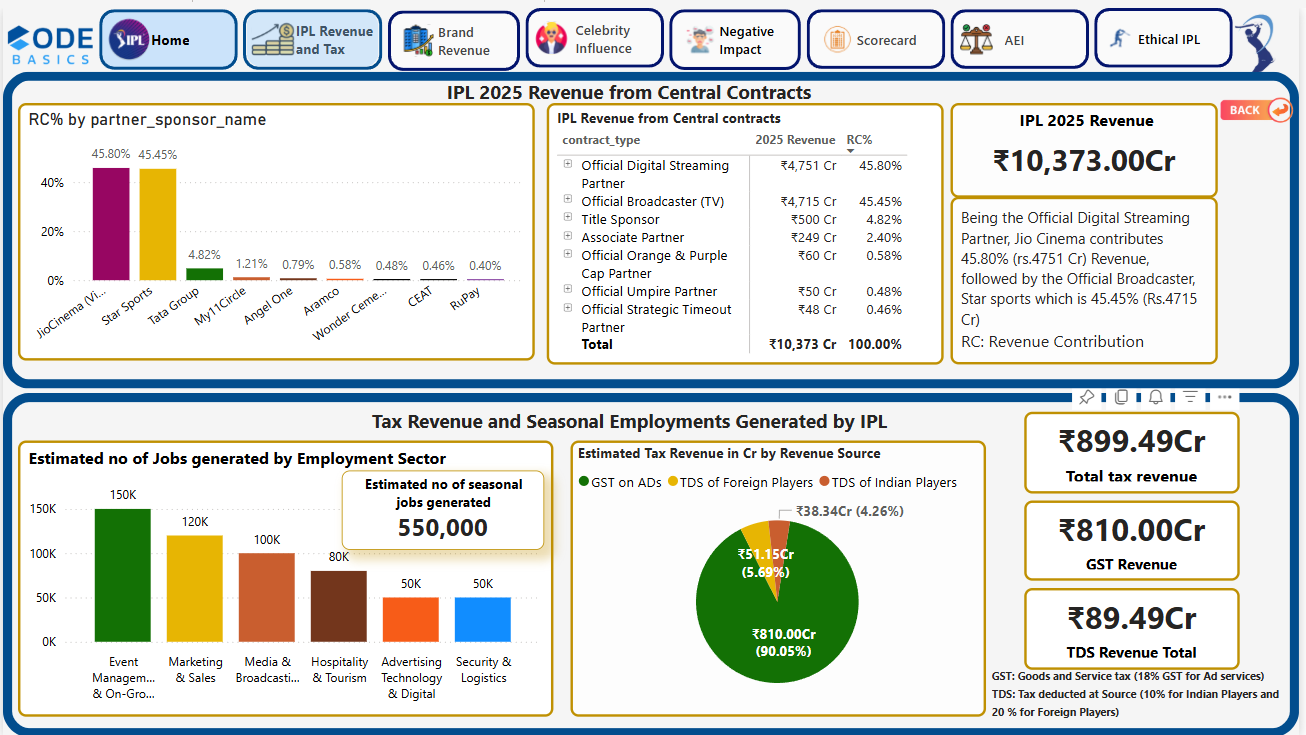 CODE
BASICS
IPL
Home
IPL Revenue
and Tax
Brand
Revenue
Celebrity
Influence
Negative
Impact
Scorecard
AEI
Ethical IPL
IPL 2025 Revenue from Central Contracts
BACK
RC% by partner_sponsor_name
45.80% 45.45%
4.82%
1.21% 0.79% 0.58% 0.48% 0.46% 0.40%
40%
20%
0%
JioCinema (Vi... Star Sports Tata Group My11Circle Angel One Aramco Wonder Ceme... CEAT RuPay
IPL Revenue from Central contracts
contract_type 2025 Revenue RC%
Official Digital Streaming ₹4,751 Cr 45.80%
Partner
Official Broadcaster (TV) ₹4,715 Cr 45.45%
Title Sponsor ₹500 Cr 4.82%
Associate Partner ₹249 Cr 2.40%
Official Orange & Purple ₹60 Cr 0.58%
Cap Partner
Official Umpire Partner ₹50 Cr 0.48%
Official Strategic Timeout ₹48 Cr 0.46%
Partner
Total ₹10,373 Cr 100.00%
IPL 2025 Revenue
₹10,373.00Cr
Being the Official Digital Streaming
Partner, Jio Cinema contributes
45.80% (rs.4751 Cr) Revenue,
followed by the Official Broadcaster,
Star sports which is 45.45% (Rs.4715
Cr)
RC: Revenue Contribution
Tax Revenue and Seasonal Employments Generated by IPL
Estimated no of Jobs generated by Employment Sector
Estimated no of seasonal
jobs generated
550,000
150K
120K
100K
80K
50K
50K
150K
100K
50K
0K
Event
Managem...
& On-Gro...
Marketing
& Sales
Media &
Broadcasti...
Hospitality
& Tourism
Advertising
Technology
& Digital
Security &
Logistics
Estimated Tax Revenue in Cr by Revenue Source
GST on ADs TDS of Foreign Players TDS of Indian Players
₹38.34Cr (4.26%)
₹51.15Cr
(5.69%)
₹810.00Cr
(90.05%)
₹899.49Cr
Total tax revenue
₹810.00Cr
GST Revenue
₹89.49Cr
TDS Revenue Total
GST: Goods and Service tax (18% GST for Ad services)
TDS: Tax deducted at Source (10% for Indian Players and
20 % for Foreign Players)